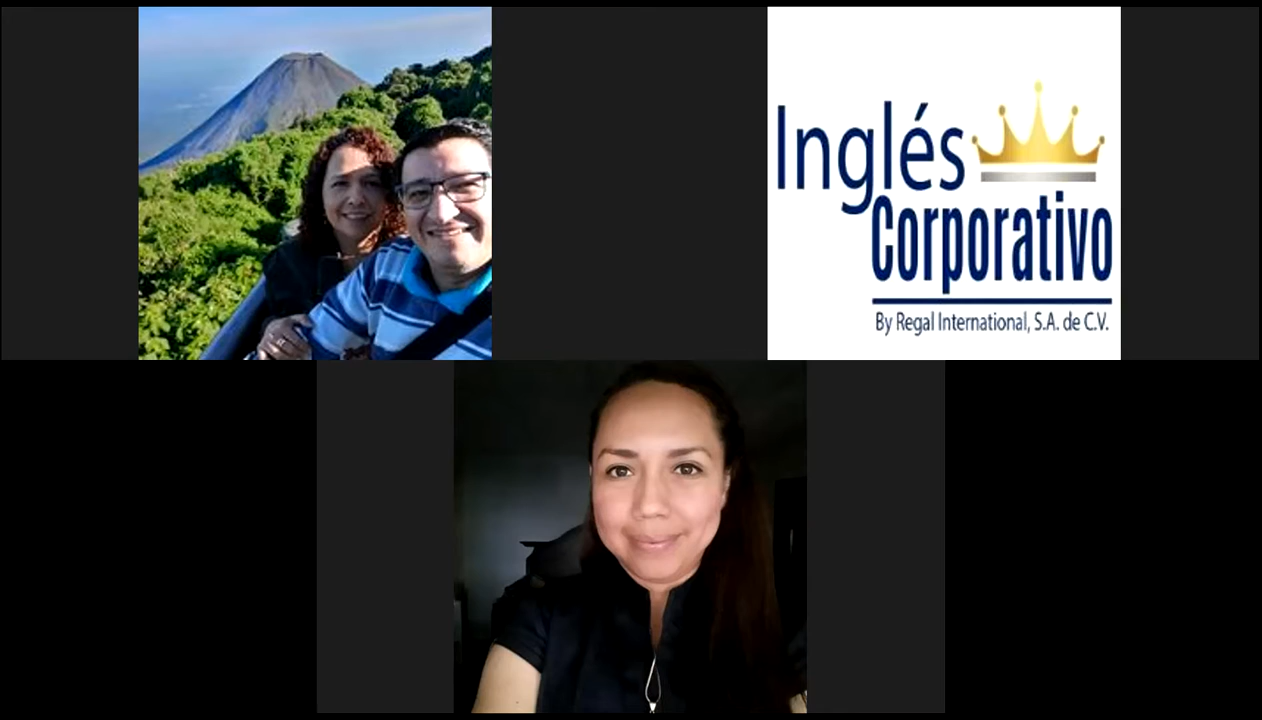 Inglés
Corporativo
By Regal International, S.A. de C.V.